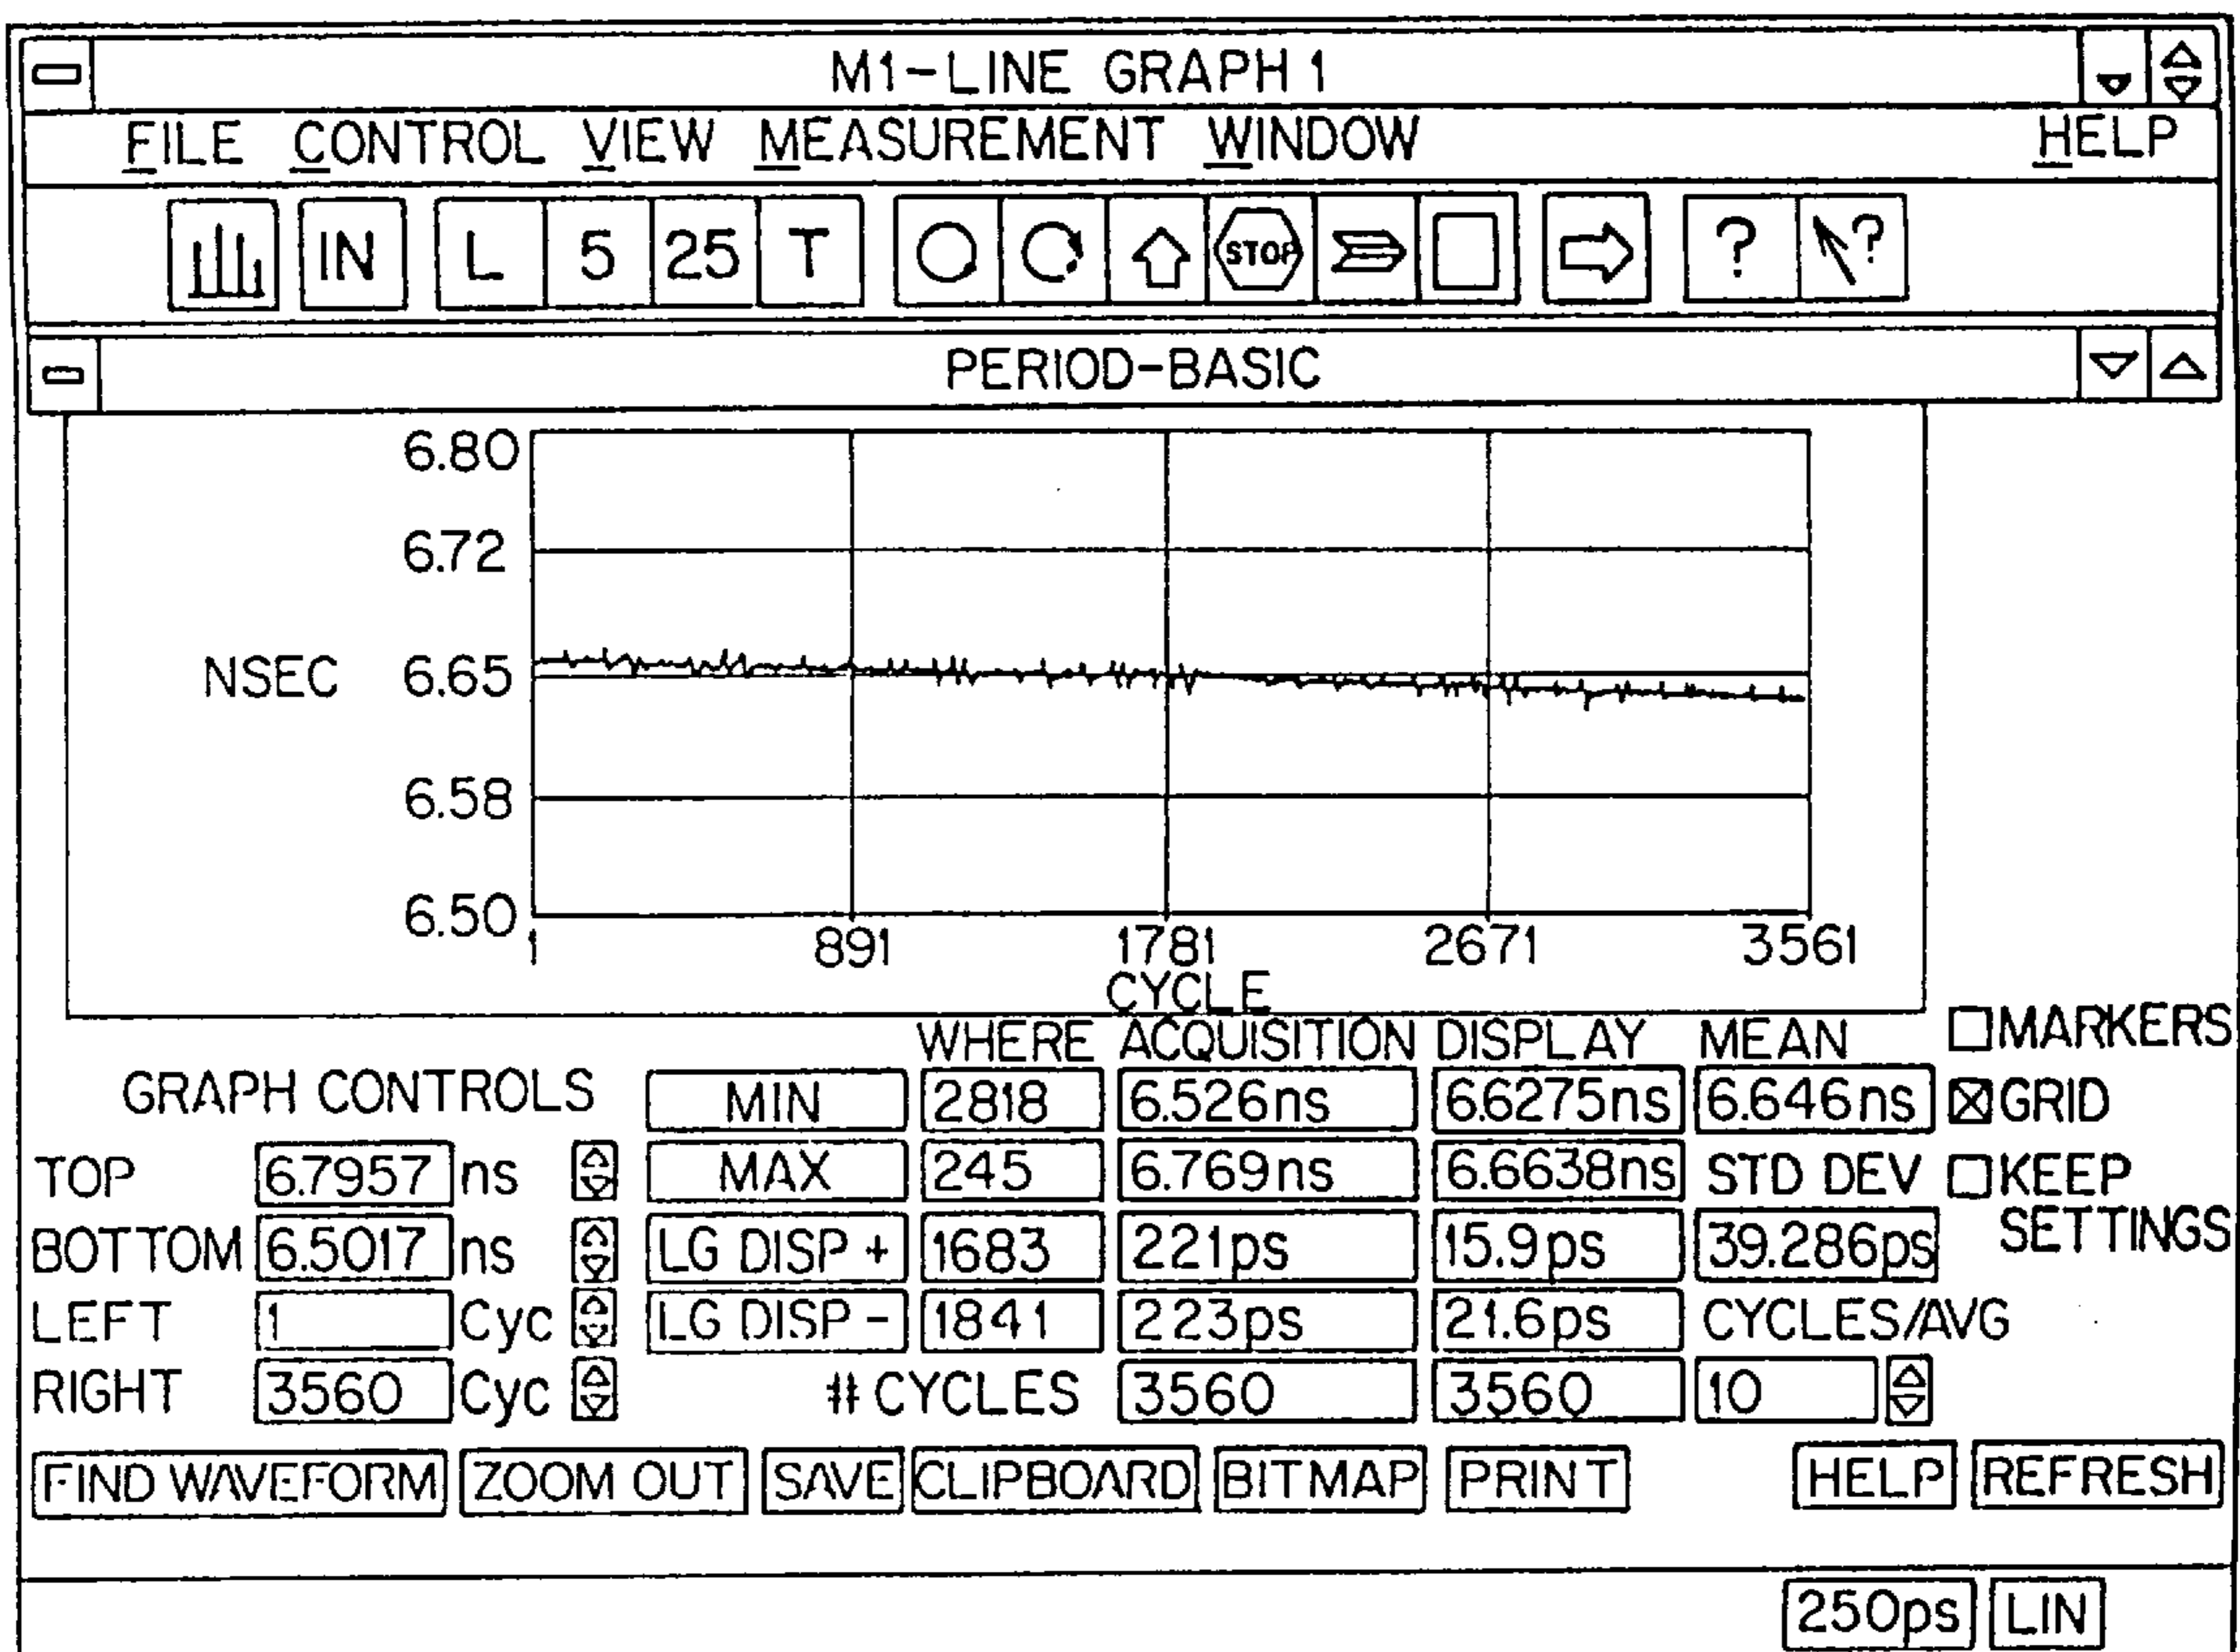 M1-LINE GRAPH 1
FILE CONTROL VIEW MEASUREMENT WINDOW HELP
IN L 5 25 T STOP ? ?
PERIOD-BASIC
6.80
6.72
NSEC 6.65
6.58
6.50
1 891 1781 2671 3561
CYCLE
WHERE ACQUISITION DISPLAY MEAN MARKERS
GRAPH CONTROLS MIN 2818 6.526ns 6.6275ns 6.646ns GRID
TOP 6.7957 ns MAX 245 6.769ns 6.6638ns STD DEV KEEP
BOTTOM 6.5017 ns LG DISP + 1683 221ps 15.9ps 39.286ps SETTINGS
LEFT 1 Cyc LG DISP - 1841 223ps 21.6ps CYCLES/AVG
RIGHT 3560 Cyc # CYCLES 3560 3560 10
FIND WAVEFORM ZOOM OUT SAVE CLIPBOARD BITMAP PRINT HELP REFRESH
250ps LIN